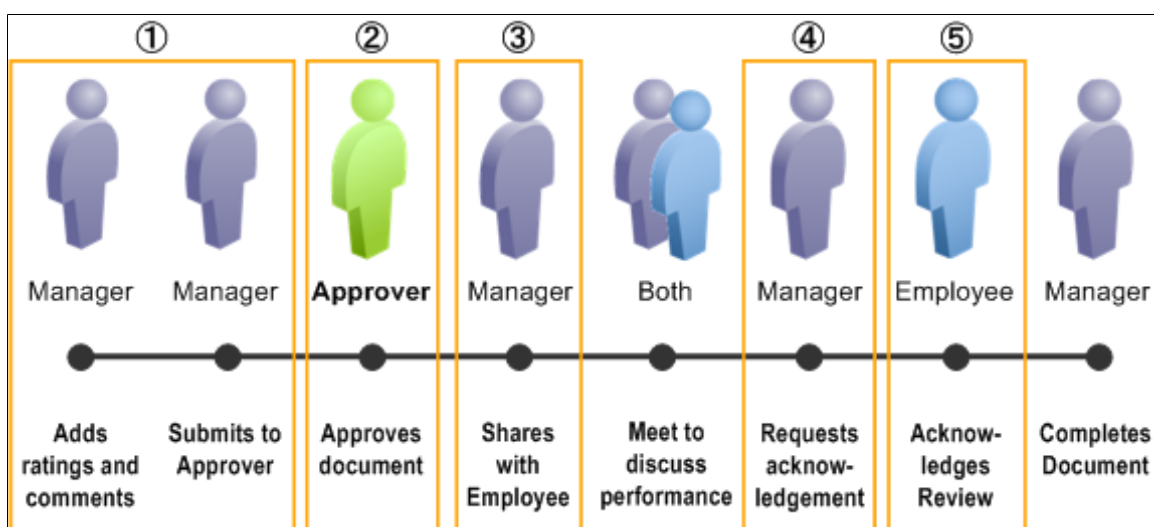 ① ② ③ ④ ⑤
Manager Manager Approver Manager Both Manager Employee Manager
Adds
ratings and
comments
Submits to
Approver
Approves
document
Shares
with
Employee
Meet to
discuss
performance
Requests
acknow-
ledgement
Acknow-
ledges
Review
Completes
Document